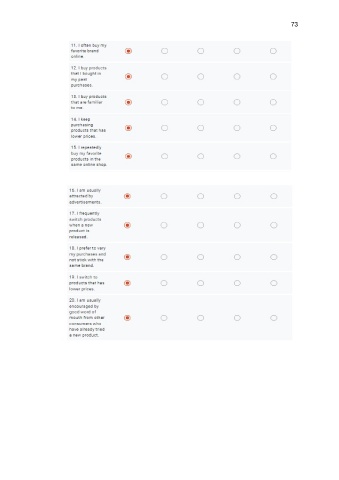 73
11. I often buy my
favorite brand
online.
12. I buy products
that I bought in
my past
purchases.
13. I buy products
that are familiar
to me.
14. I keep
purchasing
products that has
lower prices.
15. I repeatedly
buy my favorite
products in the
same online shop.
16. I am usually
attracted by
advertisements.
17. I frequently
switch products
when a new
product is
released.
18. I prefer to vary
my purchases and
not stick with the
same brand.
19. I switch to
products that has
lower prices.
20. I am usually
encouraged by
good word of
mouth from other
consumers who
have already tried
a new product.